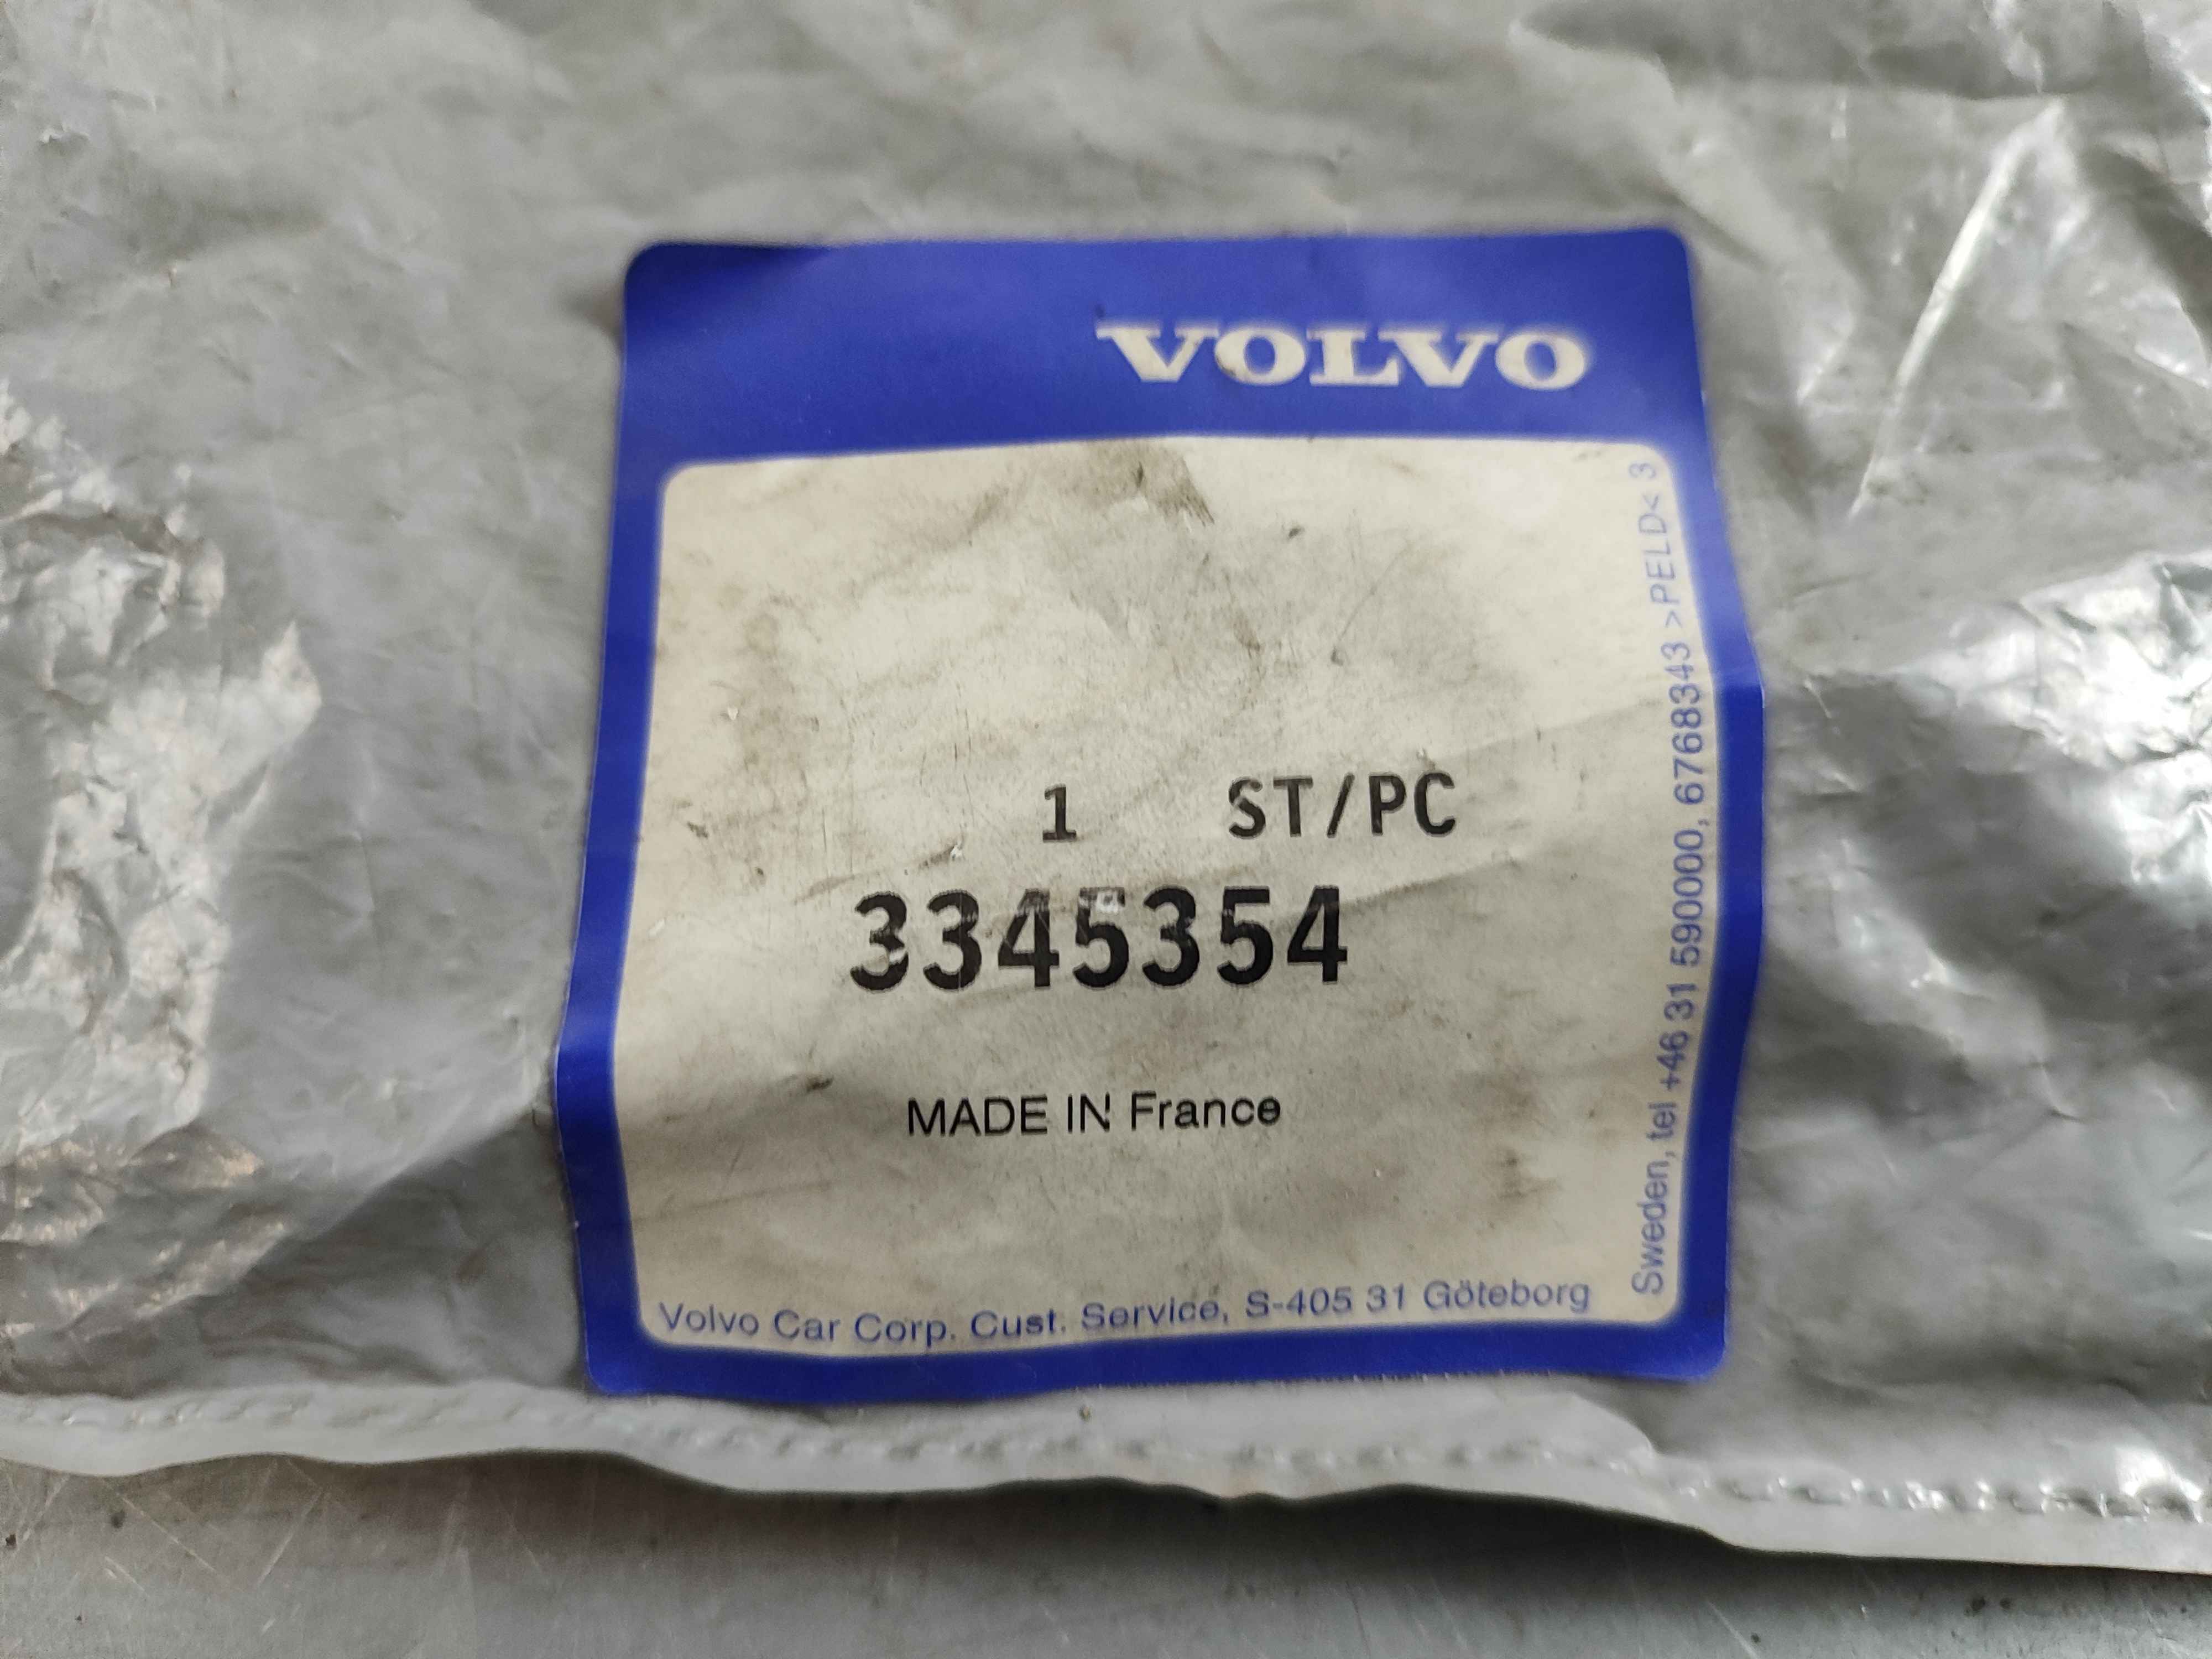 VOLVO
1 ST/PC
3345354
MADE IN France
Volvo Car Corp. Cust. Service, S-405 31 Göteborg
Sweden, tel +46 31 590000, 6768343 >PELD< 3